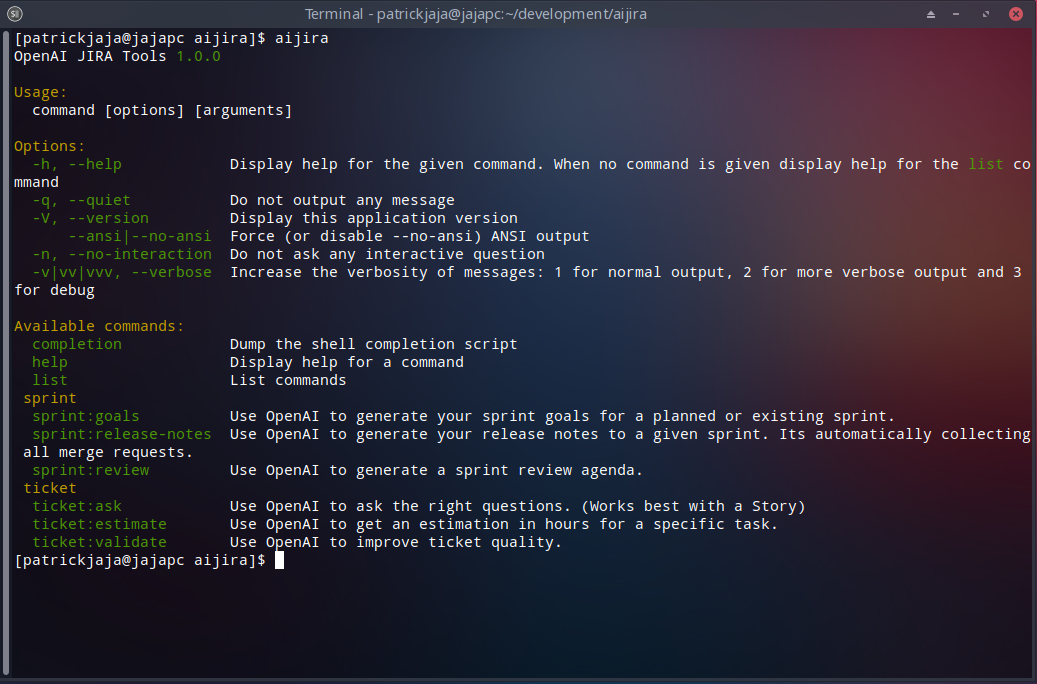 Terminal - patrickjaja@jajapc:~/development/aijira
[patrickjaja@jajapc aijira]$ aijira
OpenAI JIRA Tools 1.0.0
Usage:
  command [options] [arguments]
Options:
  -h, --help            Display help for the given command. When no command is given display help for the list co
mmand
  -q, --quiet           Do not output any message
  -V, --version         Display this application version
      --ansi|--no-ansi  Force (or disable --no-ansi) ANSI output
  -n, --no-interaction  Do not ask any interactive question
  -v|vv|vvv, --verbose  Increase the verbosity of messages: 1 for normal output, 2 for more verbose output and 3
for debug
Available commands:
  completion            Dump the shell completion script
  help                  Display help for a command
  list                  List commands
 sprint
  sprint:goals          Use OpenAI to generate your sprint goals for a planned or existing sprint.
  sprint:release-notes  Use OpenAI to generate your release notes to a given sprint. Its automatically collecting
 all merge requests.
  sprint:review         Use OpenAI to generate a sprint review agenda.
 ticket
  ticket:ask            Use OpenAI to ask the right questions. (Works best with a Story)
  ticket:estimate       Use OpenAI to get an estimation in hours for a specific task.
  ticket:validate       Use OpenAI to improve ticket quality.
[patrickjaja@jajapc aijira]$